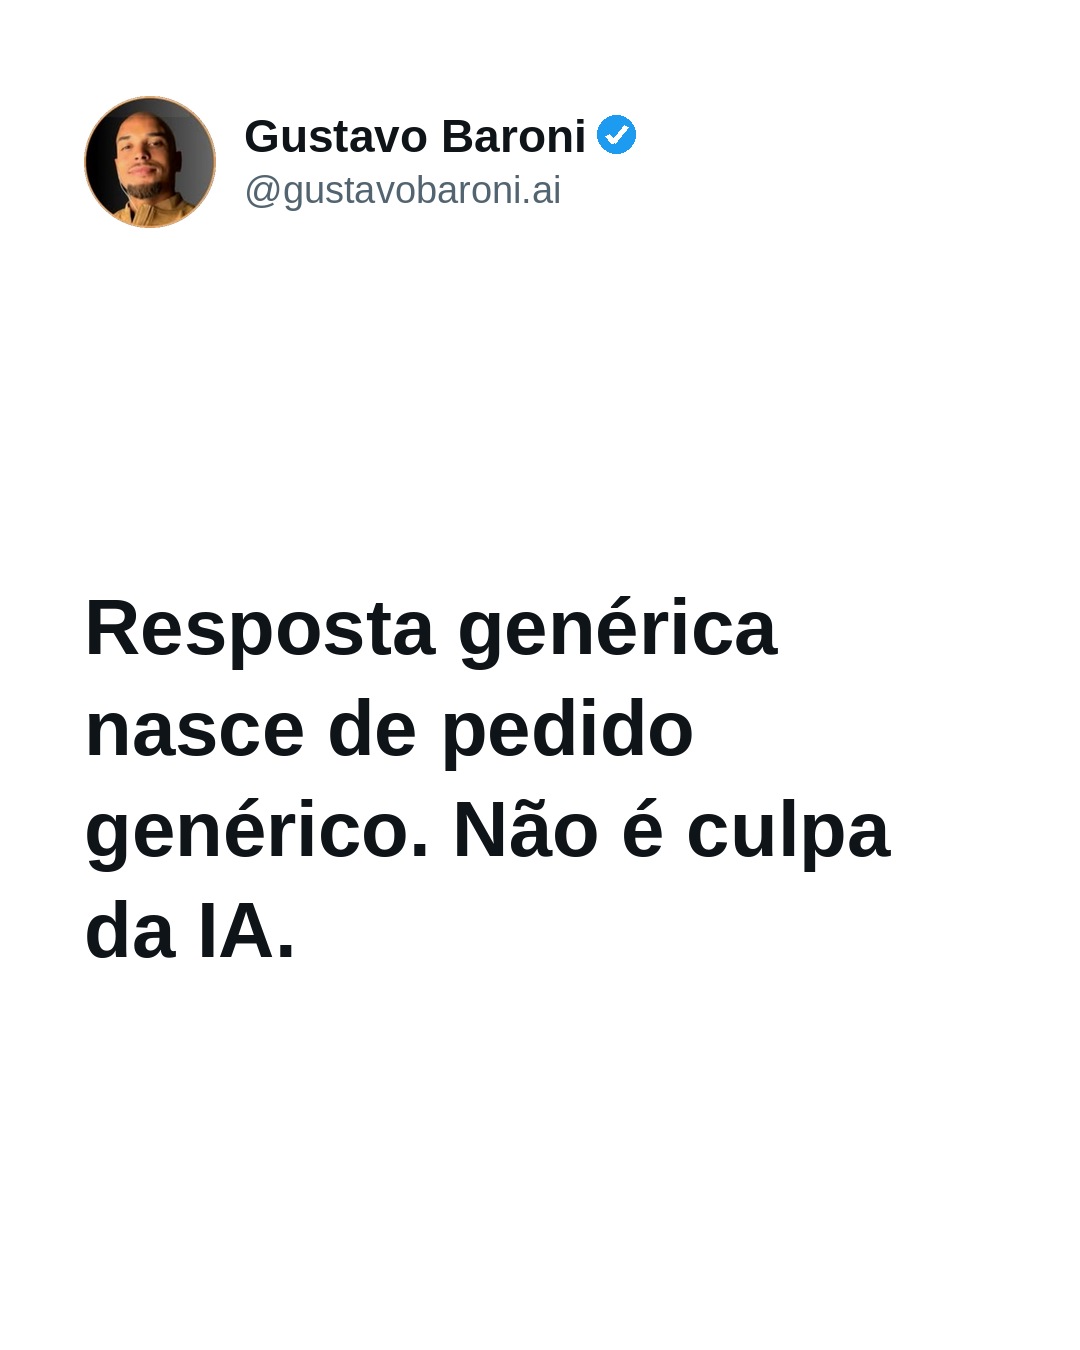 Gustavo Baroni
@gustavobaroni.ai
Resposta genérica
nasce de pedido
genérico. Não é culpa
da IA.